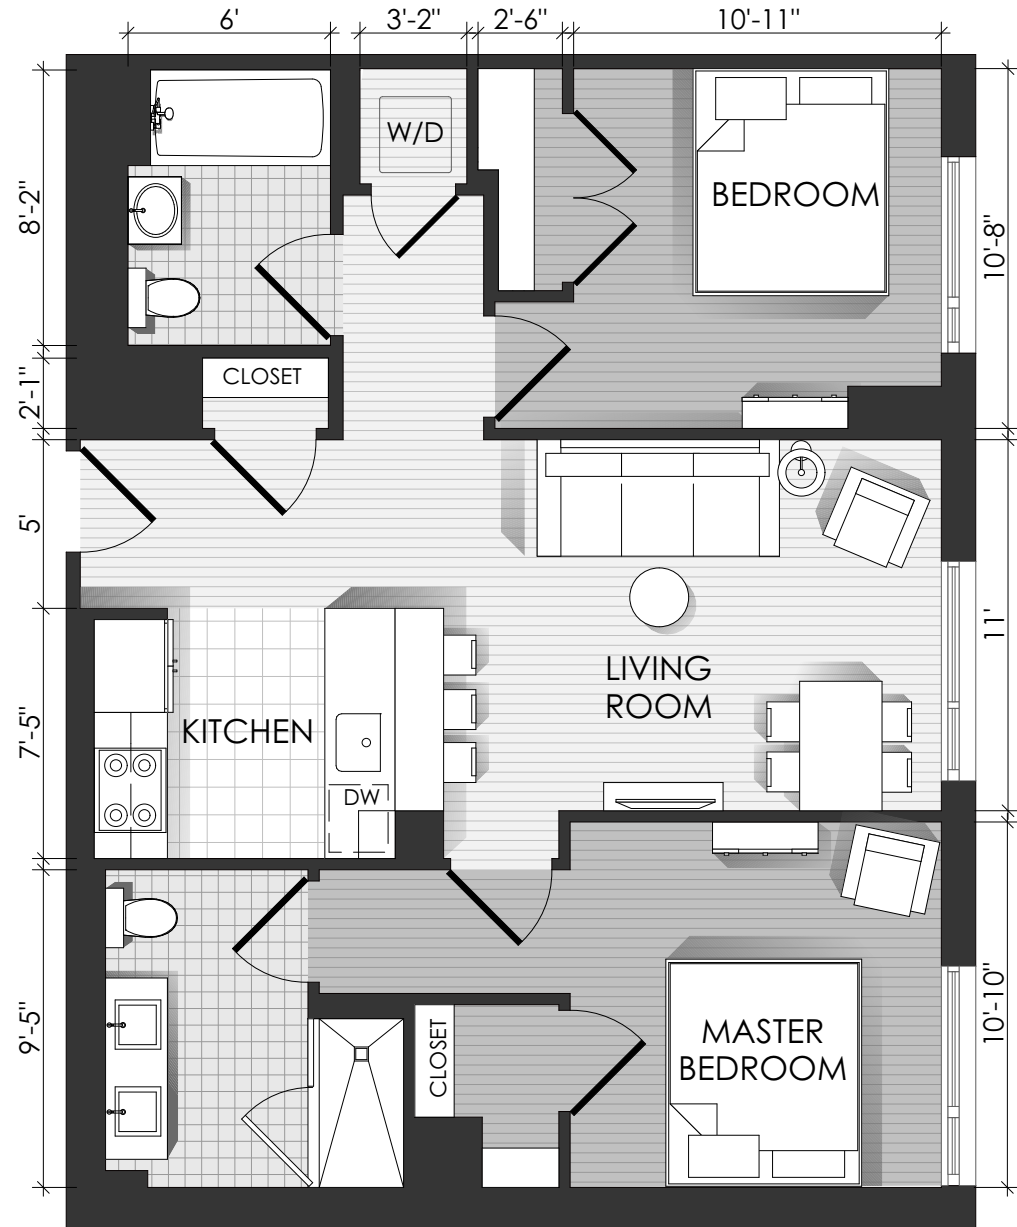 6'
3'-2"
2'-6"
10'-11"
W/D
BEDROOM
8'-2"
10'-8"
CLOSET
2'-1"
5'
11'
LIVING
ROOM
KITCHEN
7'-5"
DW
9'-5"
CLOSET
MASTER
BEDROOM
10'-10"